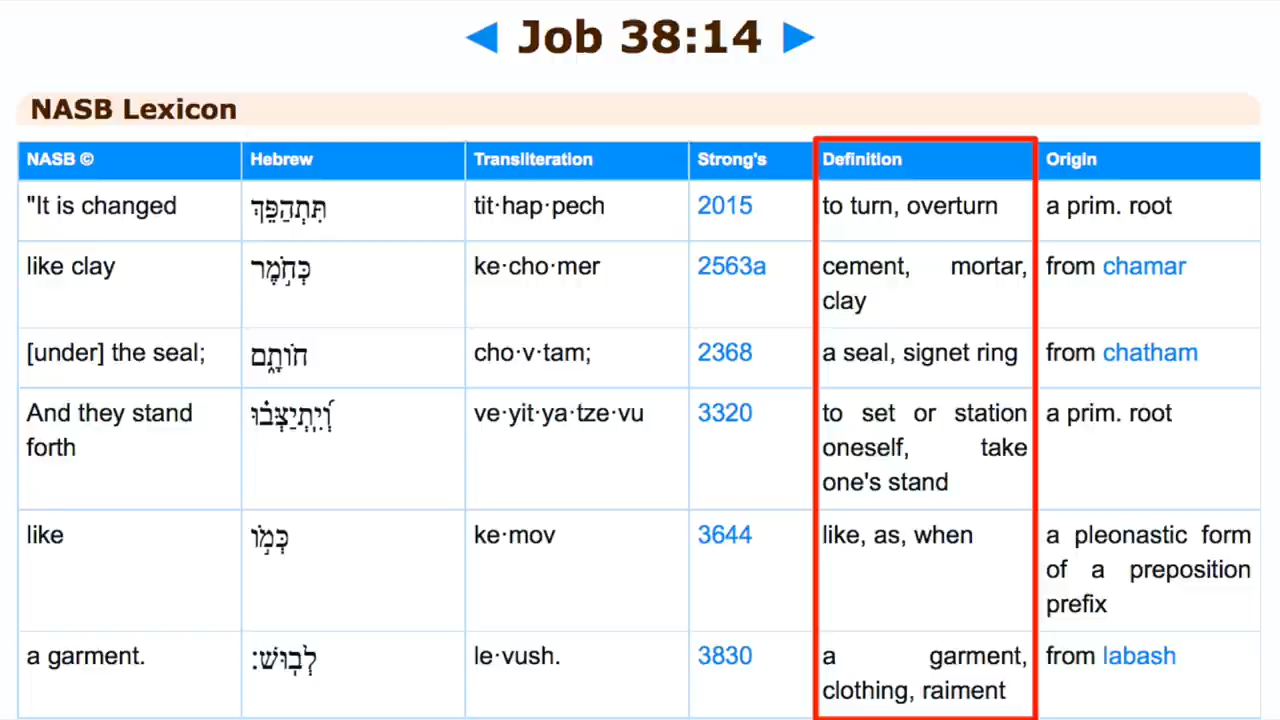 ◀ Job 38:14 ▶
NASB Lexicon
NASB © Hebrew Transliteration Strong's Definition Origin
"It is changed תִּתְהַפֵּךְ tit·hap·pech 2015 to turn, overturn a prim. root
like clay כְּחֹ֣מֶר ke·cho·mer 2563a cement, mortar, from chamar
clay
[under] the seal; חֹותָ֑ם cho·v·tam; 2368 a seal, signet ring from chatham
And they stand וְ֝יִֽתְיַצְּב֗וּ ve·yit·ya·tze·vu 3320 to set or station a prim. root
forth oneself, take
one's stand
like כְּמֹ֣ו ke·mov 3644 like, as, when a pleonastic form
of a preposition
prefix
a garment. לְבֽוּשׁ׃ le·vush. 3830 a garment, from labash
clothing, raiment